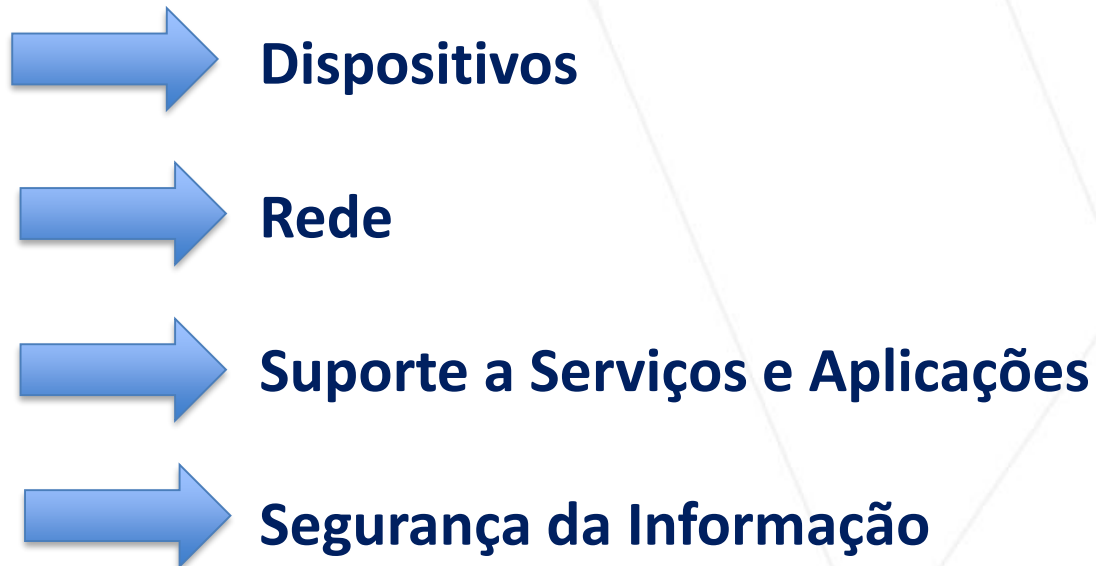 Dispositivos
Rede
Suporte a Serviços e Aplicações
Segurança da Informação